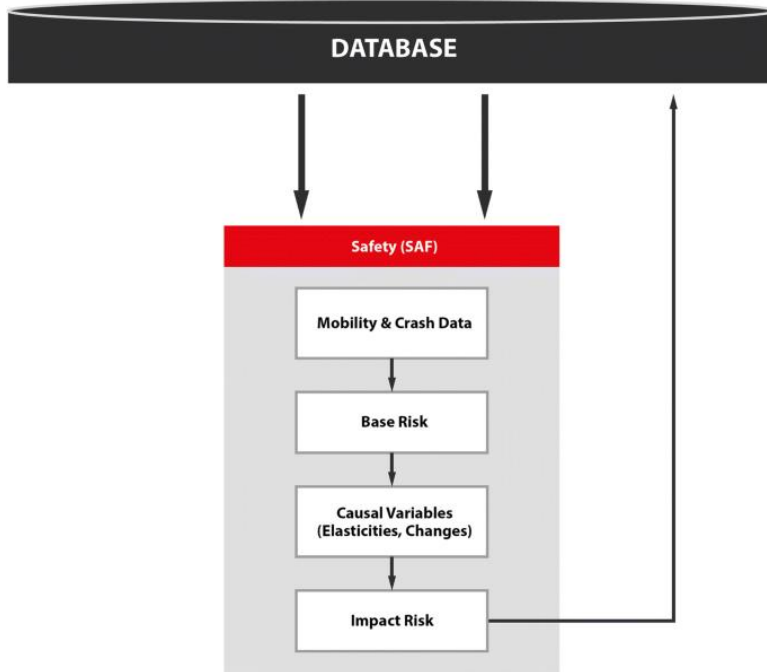 DATABASE
Safety (SAF)
Mobility & Crash Data
Base Risk
Causal Variables
(Elasticities, Changes)
Impact Risk